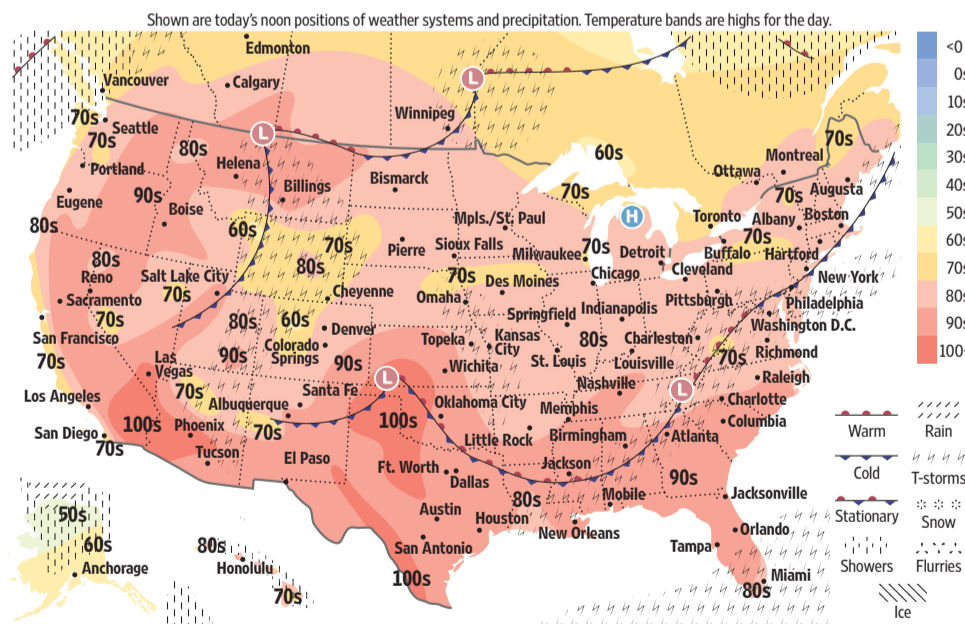 Shown are today's noon positions of weather systems and precipitation. Temperature bands are highs for the day.
Edmonton
<0
Vancouver
Calgary
L
0s
10s
70s
Seattle
Winnipeg
20s
70s
L
80s
70s
30s
Portland
Helena
60s
Montreal
Ottawa
40s
Eugene
90s
Billings
Bismarck
70s
70s
Augusta
50s
Boise
80s
60s
Mpls./St. Paul
H
Toronto
Albany
Boston
60s
80s
70s
Pierre
Sioux Falls
Milwaukee
70s
Detroit
Buffalo
70s
Hartford
Reno
Salt Lake City
80s
70s
Des Moines
Chicago
Cleveland
New York
70s
Sacramento
70s
Cheyenne
Omaha
Pittsburgh
Philadelphia
80s
70s
80s
60s
Denver
Springfield
Indianapolis
Washington D.C.
90s
San Francisco
Colorado
Springs
Topeka
Kansas
City
80s
Charleston
70s
Richmond
100
70s
Las
Vegas
90s
90s
Wichita
St. Louis
Louisville
Raleigh
Los Angeles
70s
Santa Fe
L
Nashville
L
Albuquerque
Oklahoma City
Memphis
Charlotte
100s
Phoenix
70s
100s
Little Rock
Birmingham
Columbia
Warm
Rain
San Diego
70s
Tucson
El Paso
Ft. Worth
Dallas
Jackson
Atlanta
90s
Cold
T-storms
80s
Mobile
Jacksonville
50s
Austin
Houston
New Orleans
Stationary
Snow
60s
80s
San Antonio
Tampa
Orlando
Anchorage
Honolulu
100s
Miami
Showers
Flurries
70s
80s
Ice